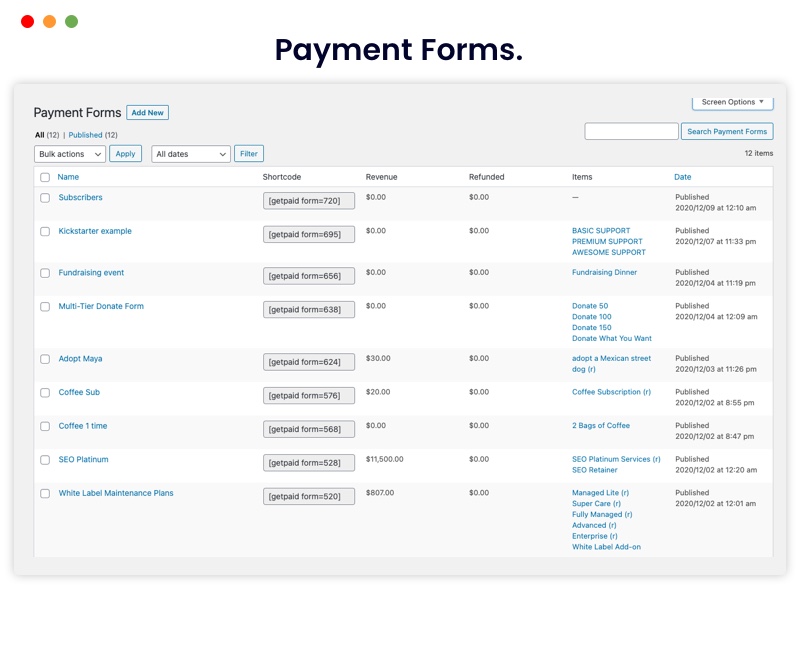 Payment Forms.
Screen Options ▼
Payment Forms Add New
All (12) | Published (12)
Search Payment Forms
Bulk actions Apply All dates Filter 12 items
Name Shortcode Revenue Refunded Items Date
Subscribers [getpaid form=720] $0.00 $0.00 — Published
2020/12/09 at 12:10 am
Kickstarter example [getpaid form=695] $0.00 $0.00 BASIC SUPPORT Published
PREMIUM SUPPORT 2020/12/07 at 11:33 pm
AWESOME SUPPORT
Fundraising event [getpaid form=656] $0.00 $0.00 Fundraising Dinner Published
2020/12/04 at 11:19 pm
Multi-Tier Donate Form [getpaid form=638] $0.00 $0.00 Donate 50 Published
Donate 100 2020/12/04 at 12:09 am
Donate 150
Donate What You Want
Adopt Maya [getpaid form=624] $30.00 $0.00 adopt a Mexican street Published
dog (r) 2020/12/03 at 11:26 pm
Coffee Sub [getpaid form=576] $20.00 $0.00 Coffee Subscription (r) Published
2020/12/02 at 8:55 pm
Coffee 1 time [getpaid form=568] $0.00 $0.00 2 Bags of Coffee Published
2020/12/02 at 8:47 pm
SEO Platinum [getpaid form=528] $11,500.00 $0.00 SEO Platinum Services (r) Published
SEO Retainer 2020/12/02 at 12:20 am
White Label Maintenance Plans [getpaid form=520] $807.00 $0.00 Managed Lite (r) Published
Super Care (r) 2020/12/02 at 12:01 am
Fully Managed (r)
Advanced (r)
Enterprise (r)
White Label Add-on